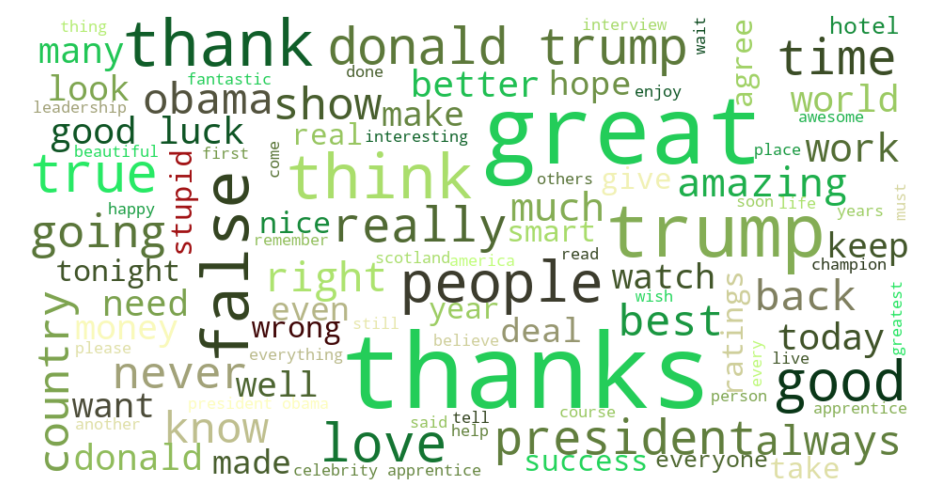 thing
interview
wait
hotel
many
thank
donald trump
agree
time
fantastic
done
look
obama
show
better
hope
enjoy
world
leadership
make
great
awesome
good luck
real
interesting
place
work
beautiful
first
come
true
stupid
false
think
others
give
amazing
happy
nice
really
much
soon
life
years
must
going
remember
smart
trump
keep
tonight
right
scotland
america
read
watch
champion
country
need
even
people
wish
ratings
back
greatest
money
wrong
still
year
deal
best
today
please
everything
believe
every
live
never
well
thanks
good
want
president obama
person
apprentice
another
know
love
said
tell
help
course
president
always
donald
made
celebrity apprentice
success
everyone
take